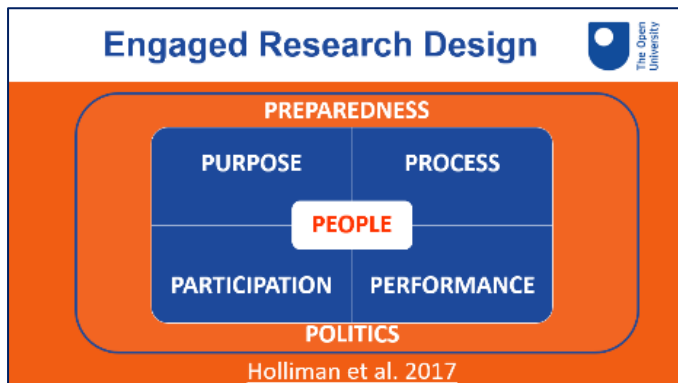 Engaged Research Design
The Open
University
PREPAREDNESS
PURPOSE
PROCESS
PEOPLE
PARTICIPATION
PERFORMANCE
POLITICS
Holliman et al. 2017